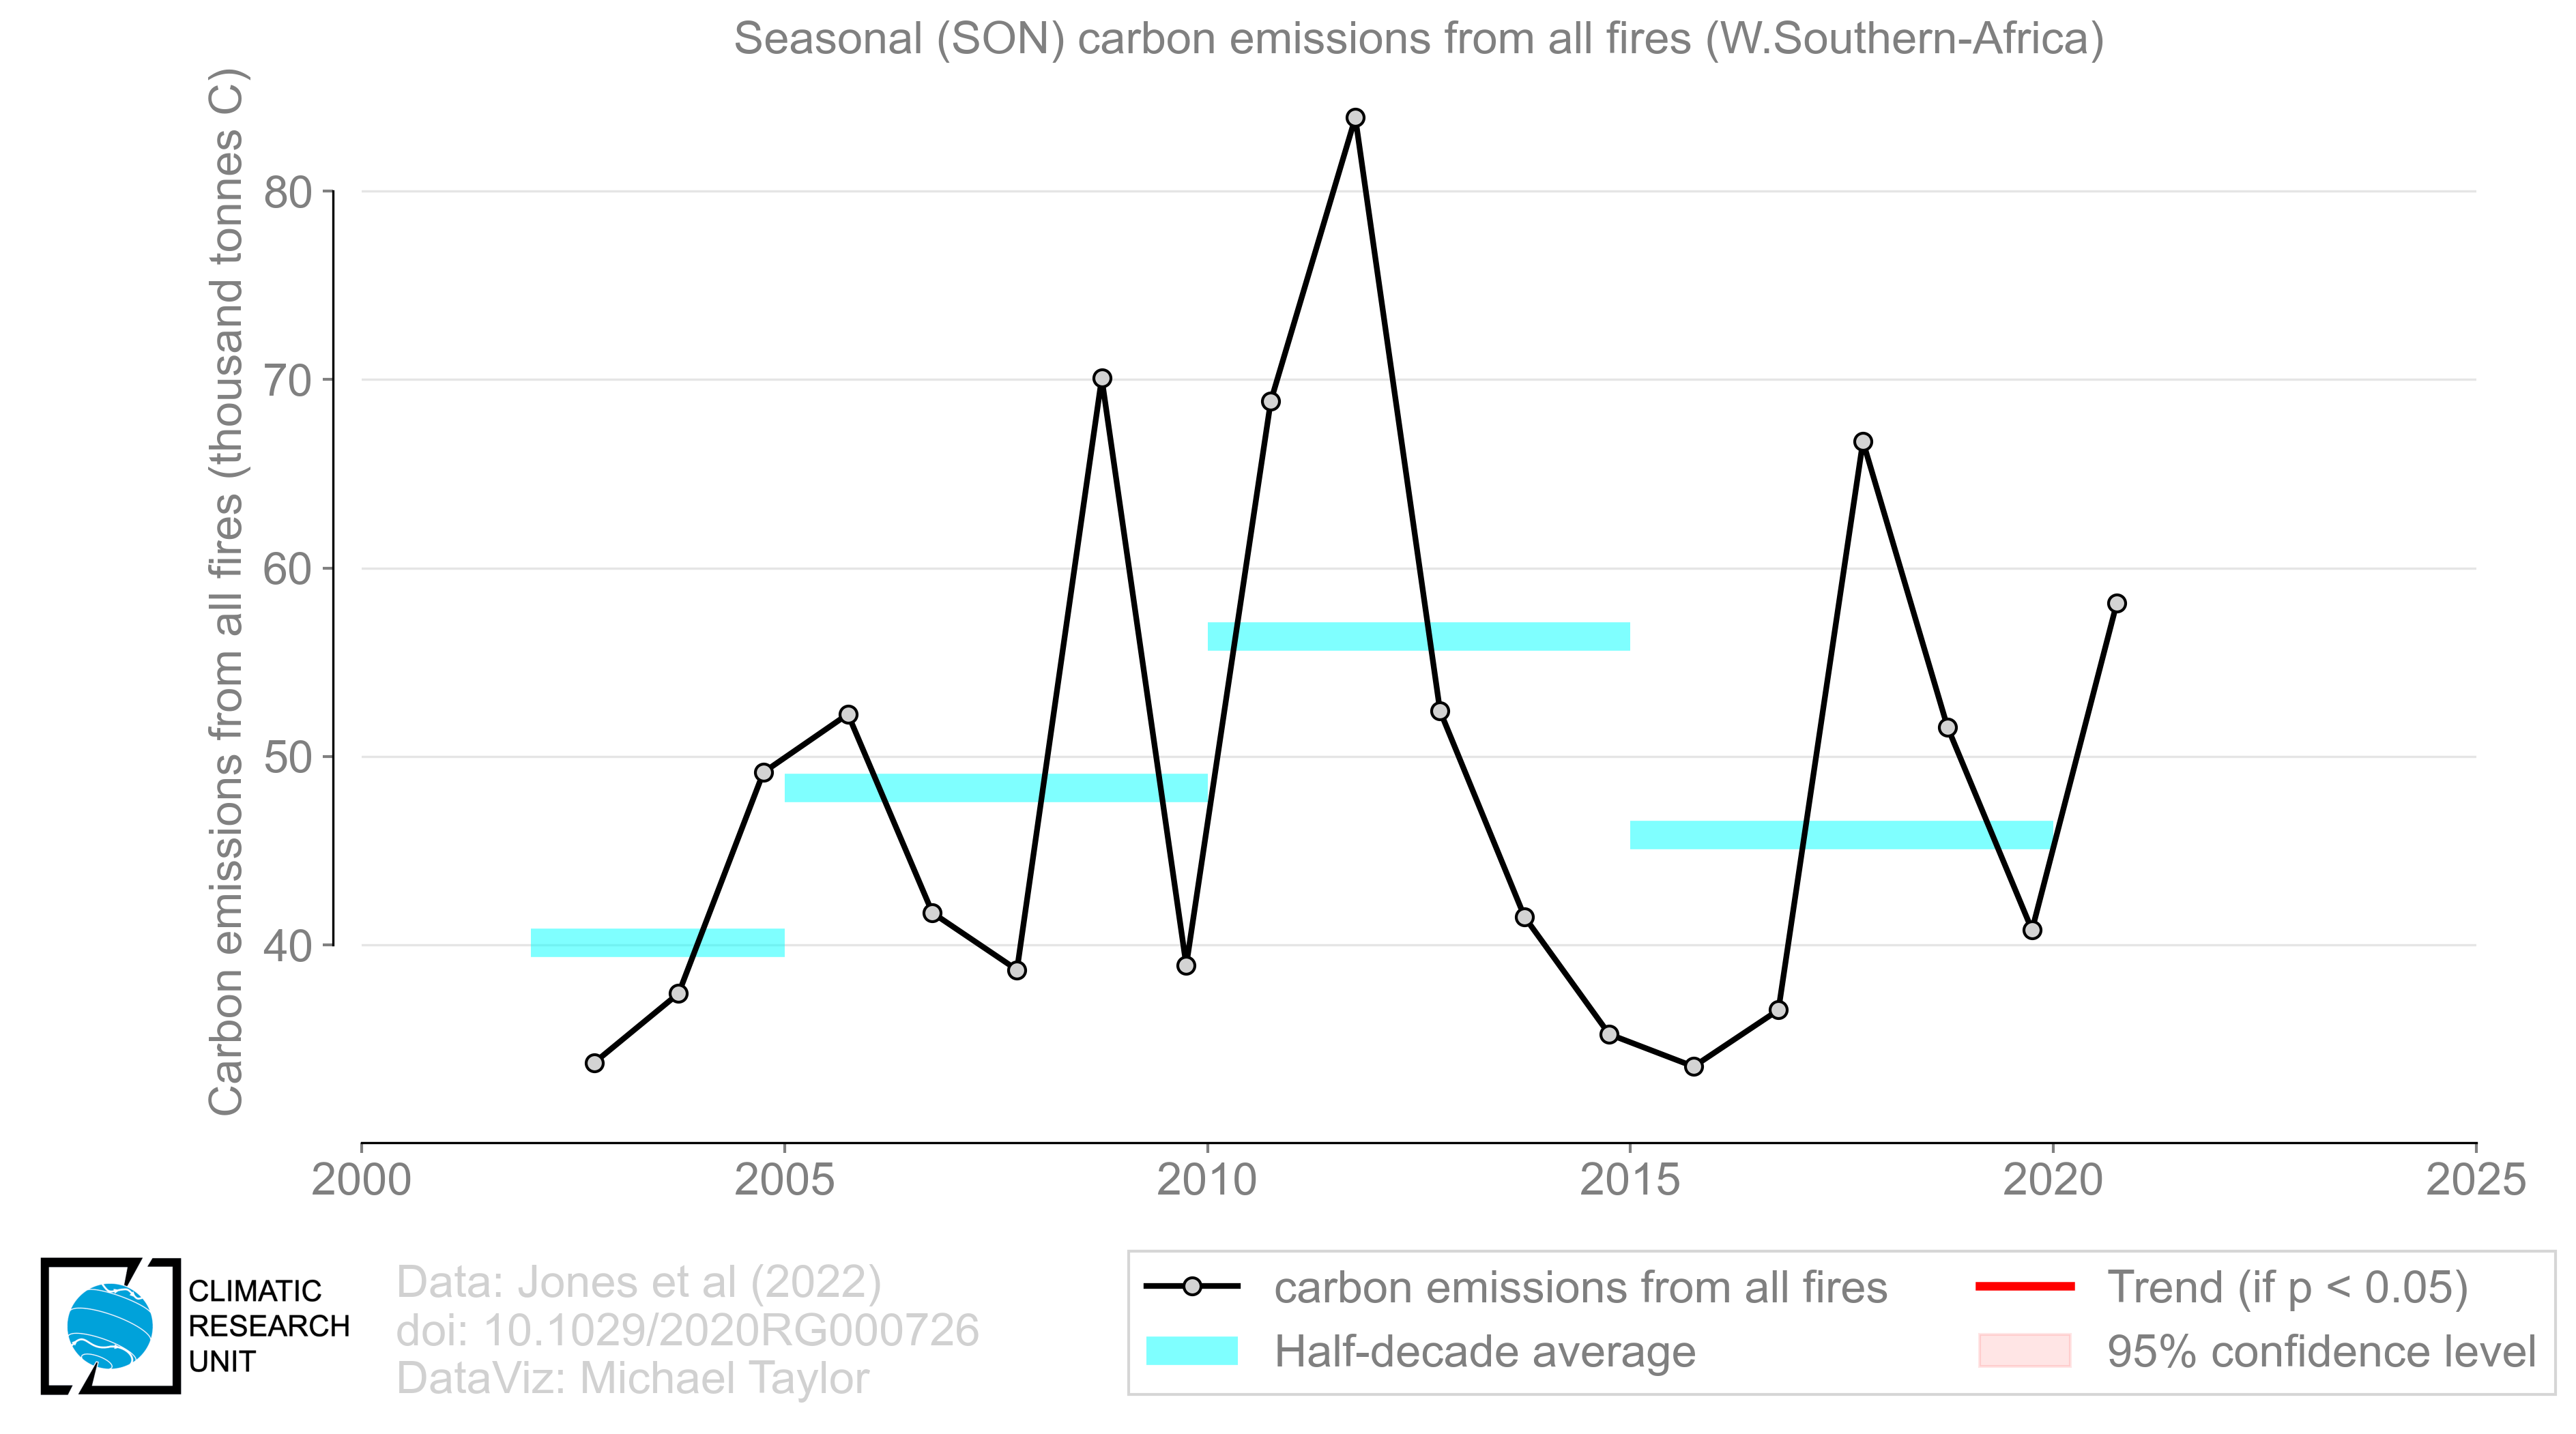 Seasonal (SON) carbon emissions from all fires (W.Southern-Africa)
Carbon emissions from all fires (thousand tonnes C)
80
70
60
50
40
2000
2005
2010
2015
2020
2025
CLIMATIC
RESEARCH
UNIT
Data: Jones et al (2022)
doi: 10.1029/2020RG000726
DataViz: Michael Taylor
carbon emissions from all fires
Half-decade average
Trend (if p < 0.05)
95% confidence level